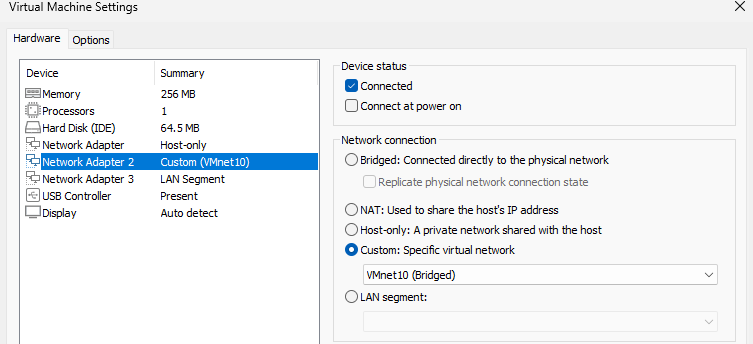 Virtual Machine Settings
Hardware Options
Device Summary
Memory 256 MB
Processors 1
Hard Disk (IDE) 64.5 MB
Network Adapter Host-only
Network Adapter 2 Custom (VMnet10)
Network Adapter 3 LAN Segment
USB Controller Present
Display Auto detect
Device status
Connected
Connect at power on
Network connection
Bridged: Connected directly to the physical network
Replicate physical network connection state
NAT: Used to share the host's IP address
Host-only: A private network shared with the host
Custom: Specific virtual network
VMnet10 (Bridged)
LAN segment: